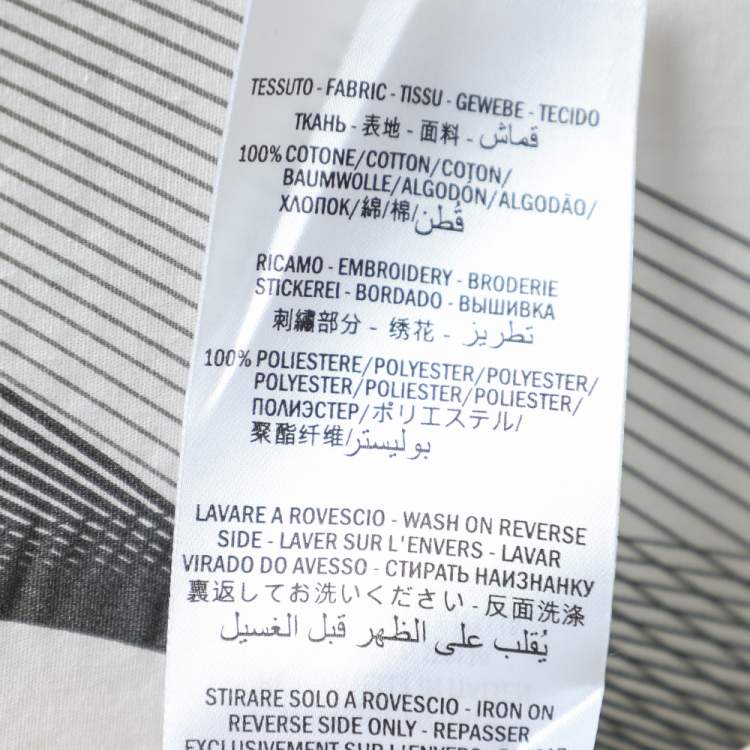 TESSUTO - FABRIC - TISSU - GEWEBE - TECIDO
ТКАНЬ - 表地 - 面料 - قماش
100% COTONE/COTTON/COTON/
BAUMWOLLE/ALGODÓN/ALGODÃO/
ХЛОПОК/綿/棉/قُطن
RICAMO - EMBROIDERY - BRODERIE
STICKEREI - BORDADO - ВЫШИВКА
刺繍部分 - 绣花 - تطريز
100% POLIESTERE/POLYESTER/POLYESTER/
POLYESTER/POLIESTER/POLIESTER/
ПОЛИЭСТЕР/ポリエステル/
聚酯纤维/بوليستر
LAVARE A ROVESCIO - WASH ON REVERSE
SIDE - LAVER SUR L'ENVERS - LAVAR
VIRADO DO AVESSO - СТИРАТЬ НАИЗНАНКУ
裏返してお洗いください - 反面洗涤
يُقلب على الظهر قبل الغسيل
STIRARE SOLO A ROVESCIO - IRON ON
REVERSE SIDE ONLY - REPASSER
EXCLUSIVEMENT SUR L'ENVERS